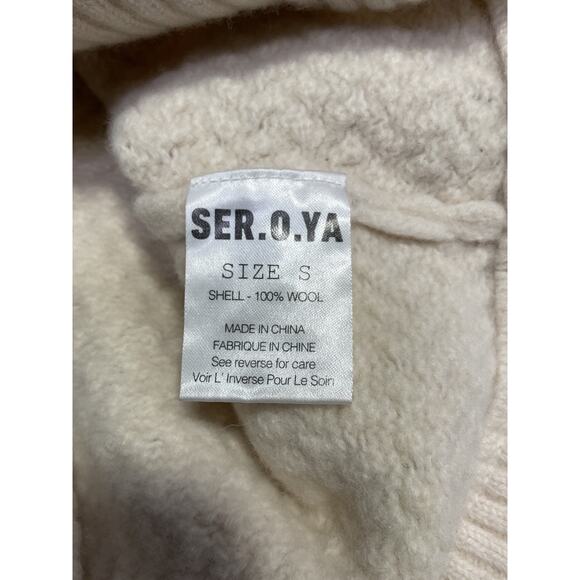 SER.O.YA
SIZE S
SHELL - 100% WOOL
MADE IN CHINA
FABRIQUE IN CHINE
See reverse for care
Voir L' Inverse Pour Le Soin